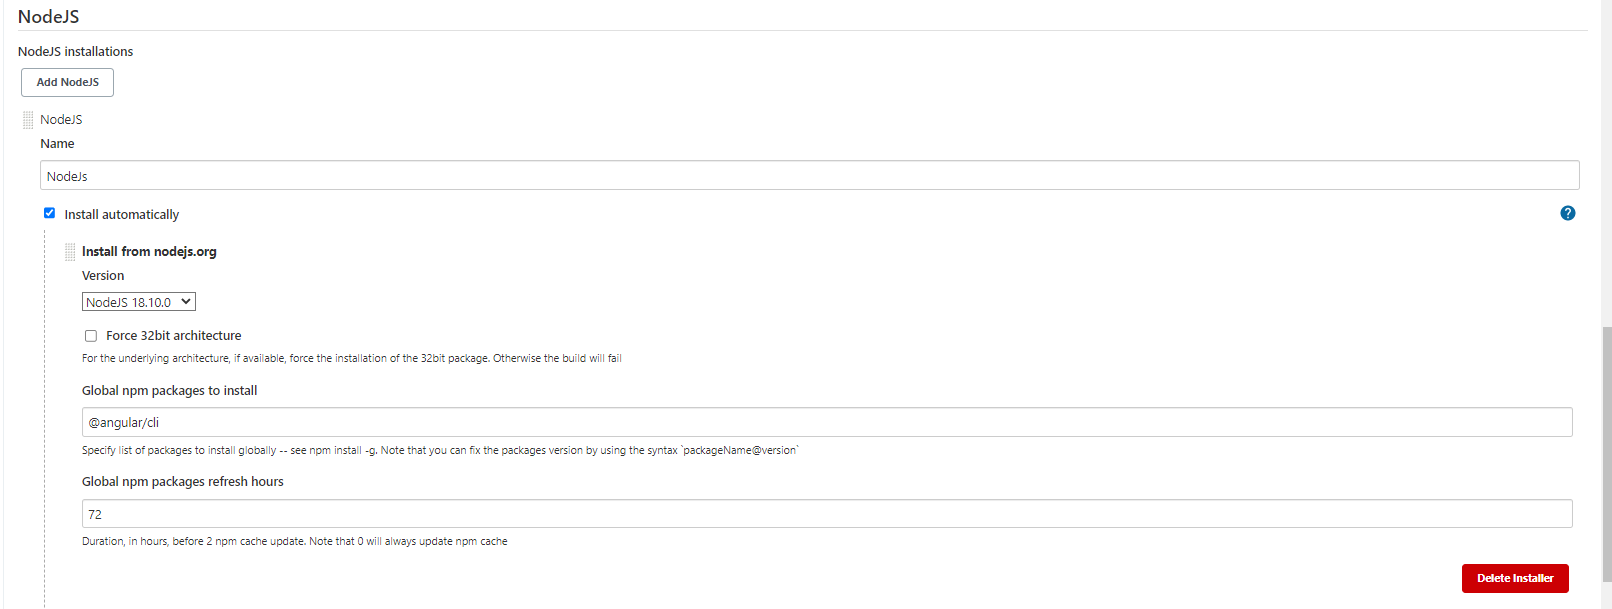 NodeJS
NodeJS installations
Add NodeJS
NodeJS
Name
NodeJs
Install automatically
?
Install from nodejs.org
Version
NodeJS 18.10.0
Force 32bit architecture
For the underlying architecture, if available, force the installation of the 32bit package. Otherwise the build will fail
Global npm packages to install
@angular/cli
Specify list of packages to install globally -- see npm install -g. Note that you can fix the packages version by using the syntax `packageName@version`
Global npm packages refresh hours
72
Duration, in hours, before 2 npm cache update. Note that 0 will always update npm cache
Delete Installer